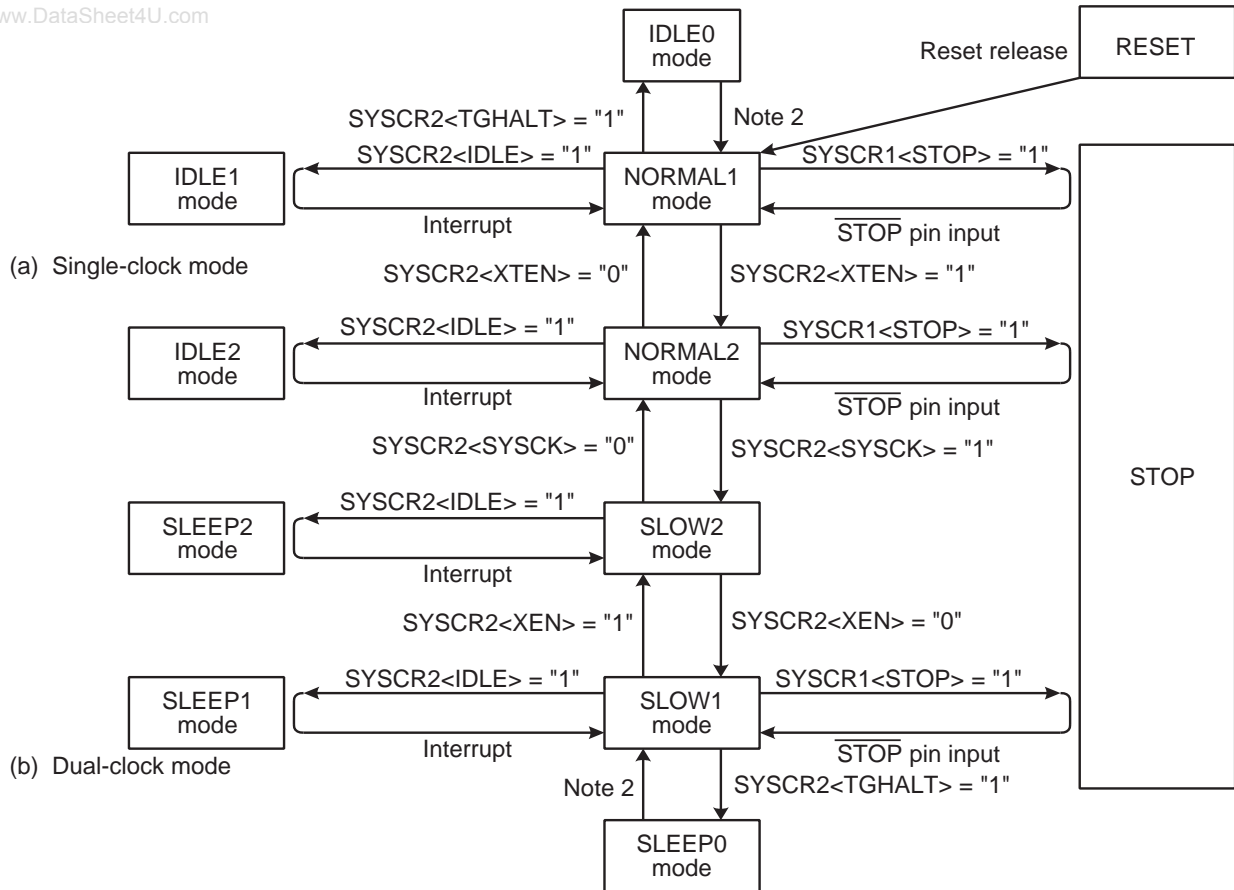 ww.DataSheet4U.com
IDLE0
mode
Reset release
RESET
SYSCR2<TGHALT> = "1"
Note 2
IDLE1
mode
SYSCR2<IDLE> = "1"
Interrupt
NORMAL1
mode
SYSCR1<STOP> = "1"
STOP pin input
(a) Single-clock mode
SYSCR2<XTEN> = "0"
SYSCR2<XTEN> = "1"
IDLE2
mode
SYSCR2<IDLE> = "1"
Interrupt
NORMAL2
mode
SYSCR1<STOP> = "1"
STOP pin input
SYSCR2<SYSCK> = "0"
SYSCR2<SYSCK> = "1"
STOP
SLEEP2
mode
SYSCR2<IDLE> = "1"
Interrupt
SLOW2
mode
SYSCR2<XEN> = "1"
SYSCR2<XEN> = "0"
SLEEP1
mode
SYSCR2<IDLE> = "1"
Interrupt
SLOW1
mode
SYSCR1<STOP> = "1"
STOP pin input
(b) Dual-clock mode
Note 2
SYSCR2<TGHALT> = "1"
SLEEP0
mode